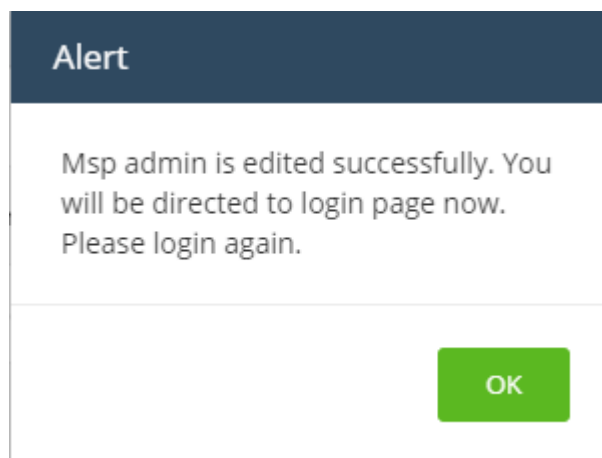 Alert
Msp admin is edited successfully. You
will be directed to login page now.
Please login again.
OK